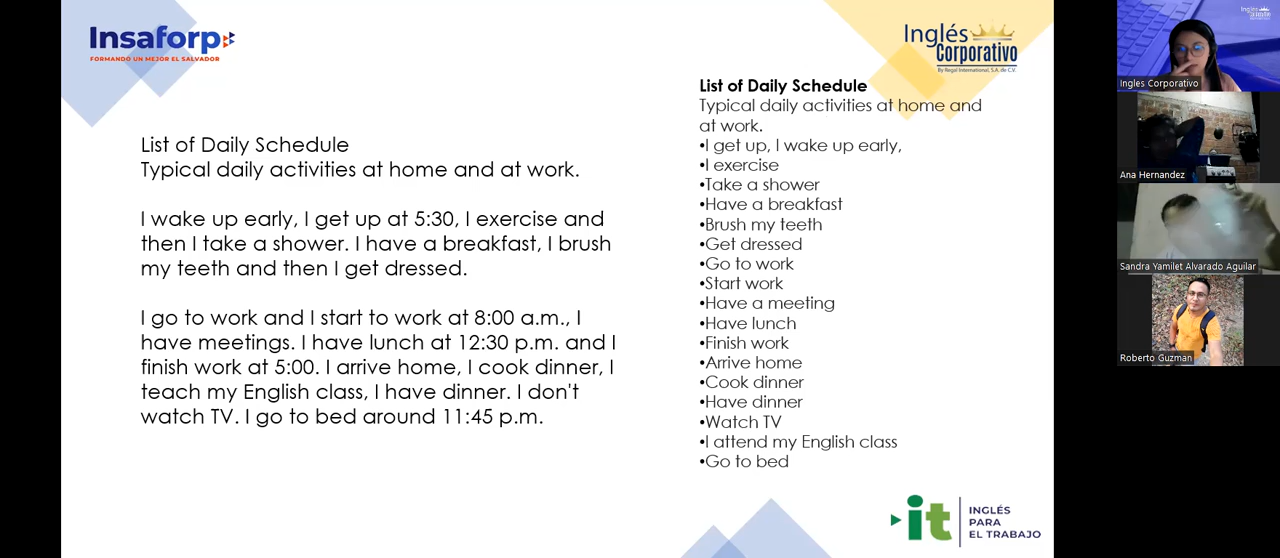 Insaforp
FORMANDO UN MEJOR EL SALVADOR
Inglés
Corporativo
By Regal International, S.A. de C.V.
List of Daily Schedule
Typical daily activities at home and at work.
I wake up early, I get up at 5:30, I exercise and
then I take a shower. I have a breakfast, I brush
my teeth and then I get dressed.
I go to work and I start to work at 8:00 a.m., I
have meetings. I have lunch at 12:30 p.m. and I
finish work at 5:00. I arrive home, I cook dinner, I
teach my English class, I have dinner. I don't
watch TV. I go to bed around 11:45 p.m.
List of Daily Schedule
Typical daily activities at home and
at work.
•I get up, I wake up early,
•I exercise
•Take a shower
•Have a breakfast
•Brush my teeth
•Get dressed
•Go to work
•Start work
•Have a meeting
•Have lunch
•Finish work
•Arrive home
•Cook dinner
•Have dinner
•Watch TV
•I attend my English class
•Go to bed
it
INGLÉS
PARA
EL TRABAJO
Ingles Corporativo
Ana Hernandez
Sandra Yamilet Alvarado Aguilar
Roberto Guzman